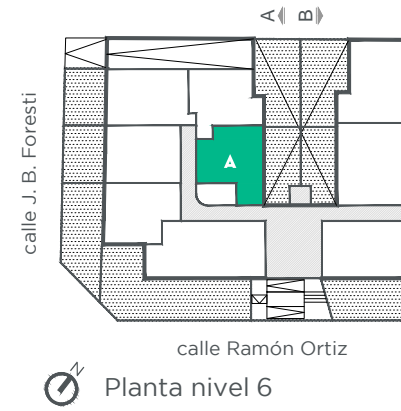 A B
calle J. B. Foresti
A
calle Ramón Ortiz
N
Planta nivel 6